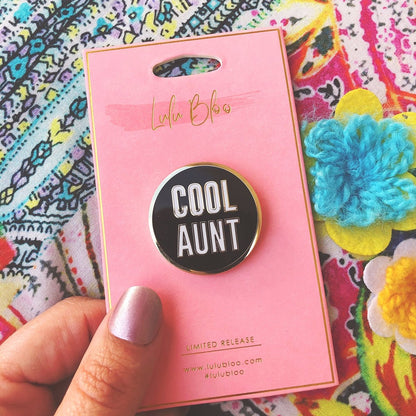 Lulu Bloo
COOL
AUNT
LIMITED RELEASE
www.lulubloo.com
#lulubloo